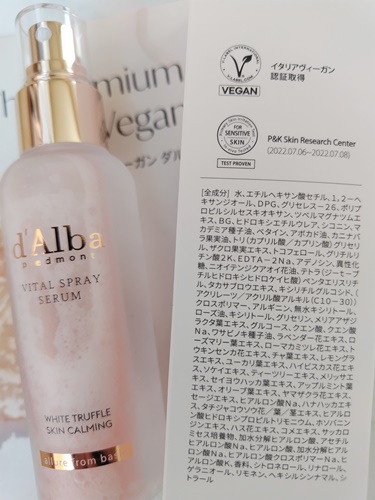 The Premium
Vegan
d'Alba
piedmont
VITAL SPRAY
SERUM
WHITE TRUFFLE
SKIN CALMING
allure from bare
V-LABEL INTERNATIONAL
V-LABEL.COM
VEGAN
イタリアヴィーガン
認証取得
FOR
SENSITIVE
SKIN
TEST PROVEN
P&K Skin Research Center
(2022.07.06~2022.07.08)
[全成分] 水、エチルヘキサン酸セチル、1,2-ヘ
キサンジオール、DPG、グリセレス-26、ポリプ
ロピルシルセスキオキサン、ツベルマグナツムエ
キス、BG、ヒドロキシエチルウレア、シコニン、マ
カデミア種子油、ベタイン、アボカド油、カニナバ
ラ果実油、トリ(カプリル酸/カプリン酸)グリセリ
ル、ザクロ果実エキス、トコフェロール、グリチルリ
チン酸2K、EDTA-2Na、アデノシン、異性化
糖、ニオイテンジクアオイ花油、テトラ(ジ-t-ブチ
ルヒドロキシヒドロケイヒ酸)ペンタエリスリチ
ル、タカサブロウエキス、キシリチルグルコシド、
(アクリレーツ/アクリル酸アルキル(C10-30))
クロスポリマー、アルギニン、無水キシリトール、
ローズ油、キシリトール、グリセリン、メリアアザジ
ラクタ葉エキス、グルコース、クエン酸、クエン酸
Na、ワサビノキ種子油、ラベンダー花エキス、ロ
ーズマリー葉エキス、ローマカミツレ花エキス、ト
ウキンセンカ花エキス、チャ葉エキス、レモングラ
スエキス、ユーカリ葉エキス、ハイビスカス花エキ
ス、ソケイエキス、ティーツリーエキス、メリッサエ
キス、セイヨウハッカ葉エキス、アップルミント葉
エキス、オリーブ葉エキス、ヤマザクラ花エキス、
セージエキス、ヒアルロン酸Na、ハナハッカエキ
ス、タチジャコウソウ花/葉/茎エキス、ヒアルロ
ン酸ヒドロキシプロピルトリモニウム、ホソバニン
ジンエキス、ハス花エキス、コメエキス、サッカロ
ミセス培養物、加水分解ヒアルロン酸、アセチル
ヒアルロン酸Na、ヒアルロン酸、加水分解ヒアル
ロン酸Na、ヒアルロン酸クロスポリマーNa、ヒアル
ロン酸K、香料、シトロネロール、リナロール、
ゲラニオール、リモネン、ヘキシルシンナマル、シ
トラール